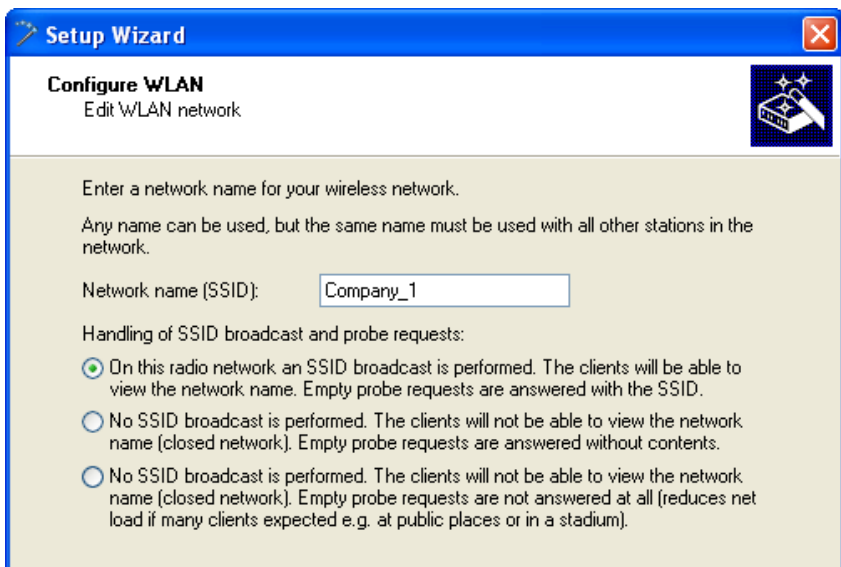 Setup Wizard
Configure WLAN
Edit WLAN network
Enter a network name for your wireless network.
Any name can be used, but the same name must be used with all other stations in the
network.
Network name (SSID):
Company_1
Handling of SSID broadcast and probe requests:
On this radio network an SSID broadcast is performed. The clients will be able to
view the network name. Empty probe requests are answered with the SSID.
No SSID broadcast is performed. The clients will not be able to view the network
name (closed network). Empty probe requests are answered without contents.
No SSID broadcast is performed. The clients will not be able to view the network
name (closed network). Empty probe requests are not answered at all (reduces net
load if many clients expected e.g. at public places or in a stadium).